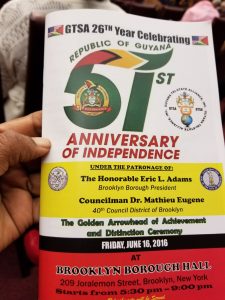 GTSA 26TH Year Celebrating
REPUBLIC OF GUYANA
51ST
ANNIVERSARY
OF INDEPENDENCE
UNDER THE PATRONAGE OF:
The Honorable Eric L. Adams
Brooklyn Borough President
Councilman Dr. Mathieu Eugene
40th Council District of Brooklyn
The Golden Arrowhead of Achievement
and Distinction Ceremony
FRIDAY, JUNE 16, 2016
AT
BROOKLYN BOROUGH HALL
209 Joralemon Street, Brooklyn, New York
Starts from 5:30 pm - 9:00 pm